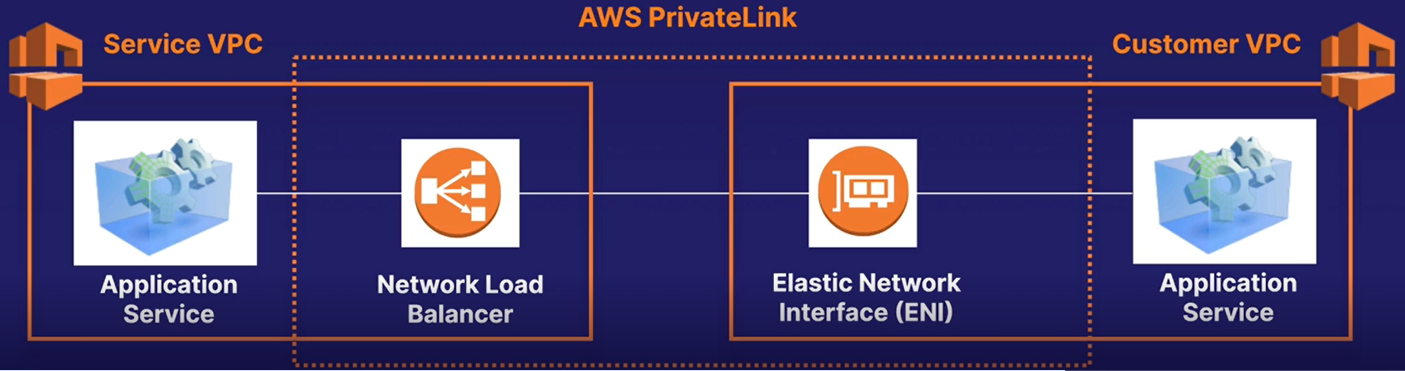 AWS PrivateLink
Service VPC
Customer VPC
Application
Service
Network Load
Balancer
Elastic Network
Interface (ENI)
Application
Service